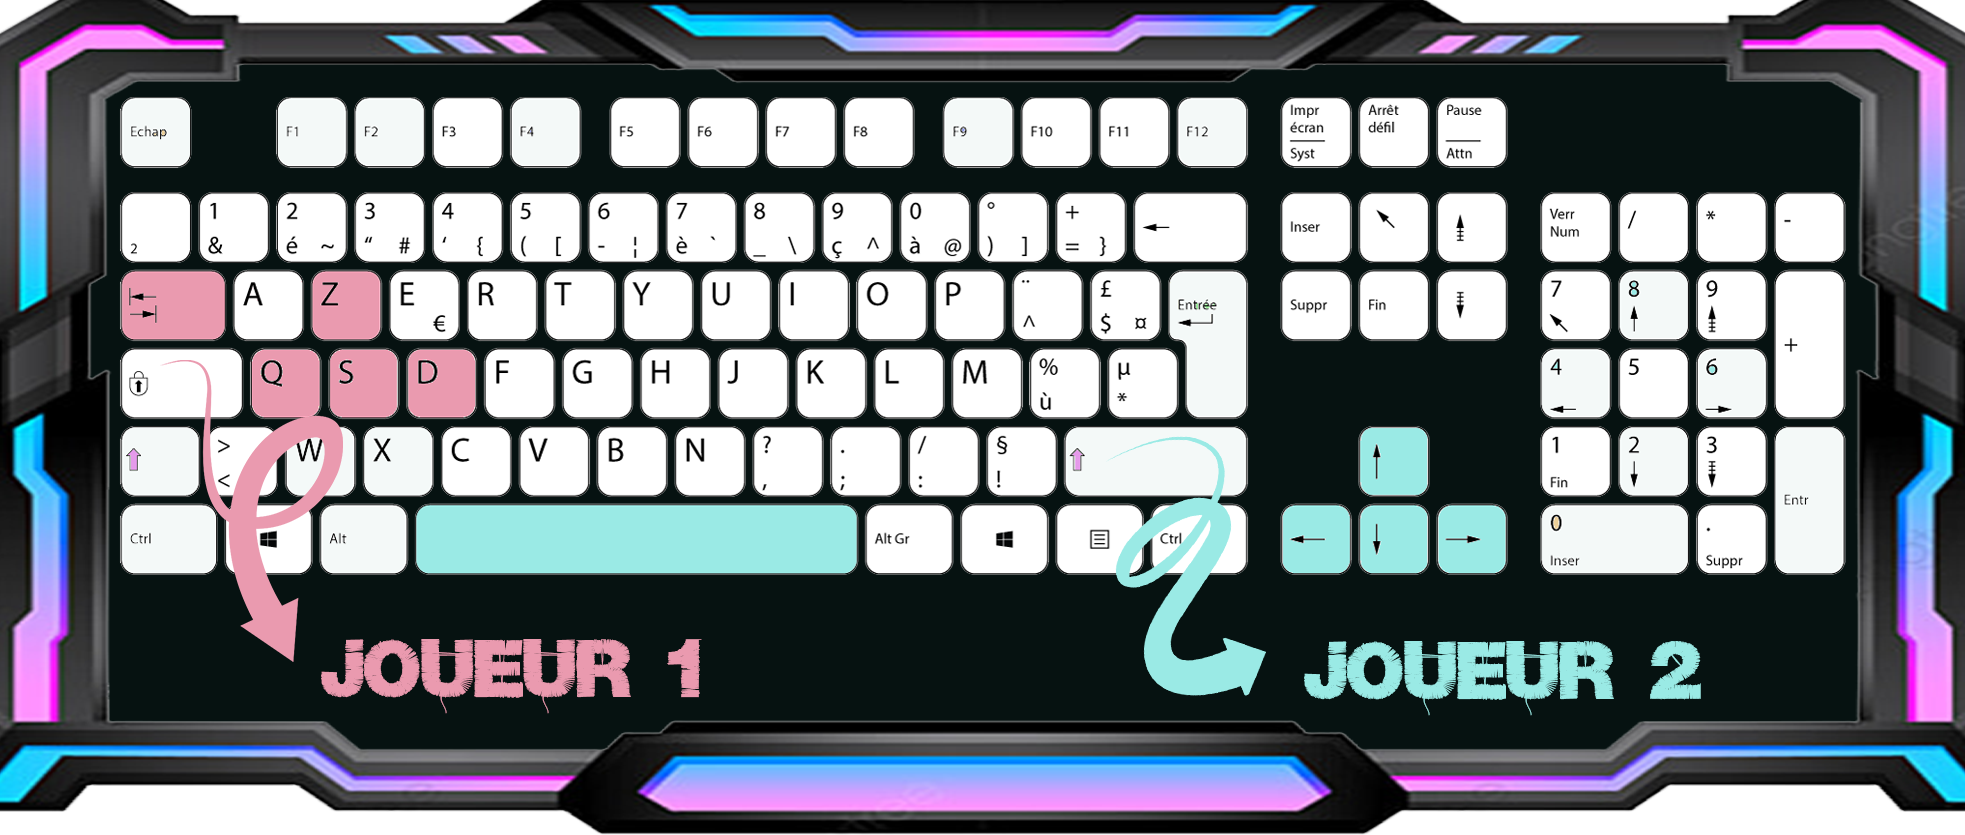 Echap F1 F2 F3 F4 F5 F6 F7 F8 F9 F10 F11 F12 Impr écran Syst Arrêt défil Pause Attn
2 1 & 2 é ~ 3 “ # 4 ‘ { 5 ( [ 6 - ¦ 7 è ` 8 _ \ 9 ç ^ 0 à @ ° ) ] + = } Inser Verr Num / * -
A Z E € R T Y U I O P ¨ ^ £ $ ¤ Entrée Suppr Fin 7 8 9 +
Q S D F G H J K L M % ù µ * 4 5 6
> < W X C V B N ? , . ; / : § ! 1 Fin 2 3 Entr
Ctrl Alt Alt Gr Ctrl 0 Inser . Suppr
JOUEUR 1 JOUEUR 2